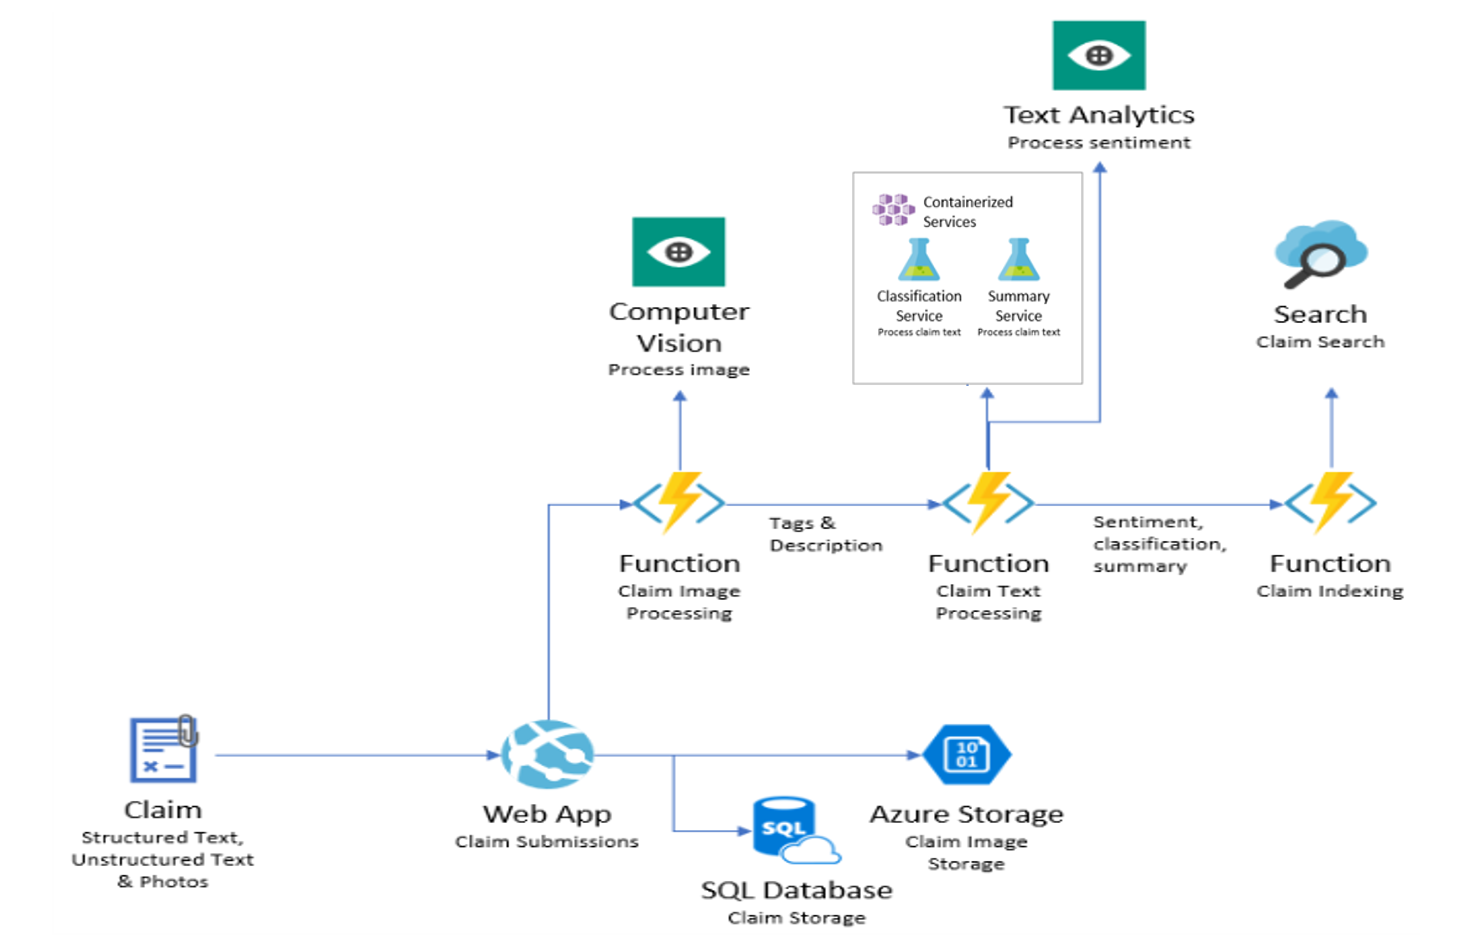 Text Analytics
Process sentiment
Containerized
Services
Classification
Service
Process claim text
Summary
Service
Process claim text
Computer
Vision
Process image
Search
Claim Search
Tags &
Description
Sentiment,
classification,
summary
Function
Claim Image
Processing
Function
Claim Text
Processing
Function
Claim Indexing
Claim
Structured Text,
Unstructured Text
& Photos
Web App
Claim Submissions
10
01
Azure Storage
Claim Image
Storage
SQL
SQL Database
Claim Storage